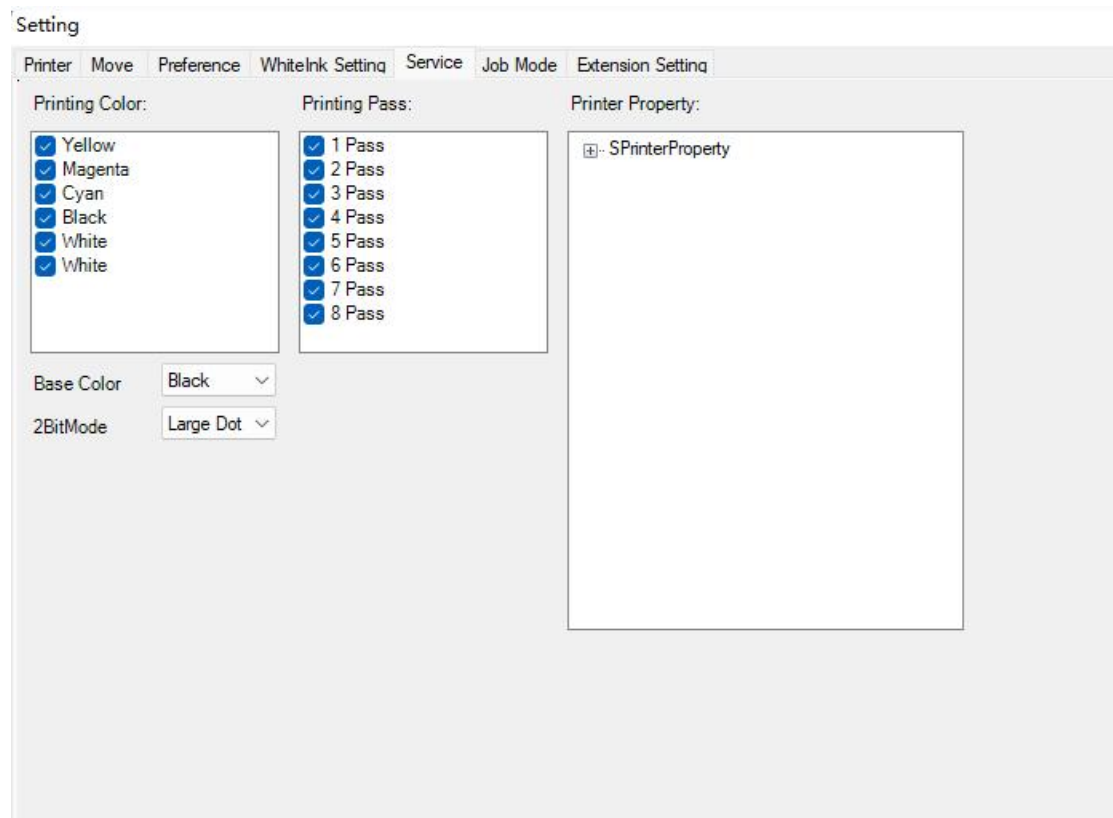 Setting
Printer Move Preference WhiteInk Setting Service Job Mode Extension Setting
Printing Color:
Yellow
Magenta
Cyan
Black
White
White
Base Color Black
2BitMode Large Dot
Printing Pass:
1 Pass
2 Pass
3 Pass
4 Pass
5 Pass
6 Pass
7 Pass
8 Pass
Printer Property:
SPrinterProperty